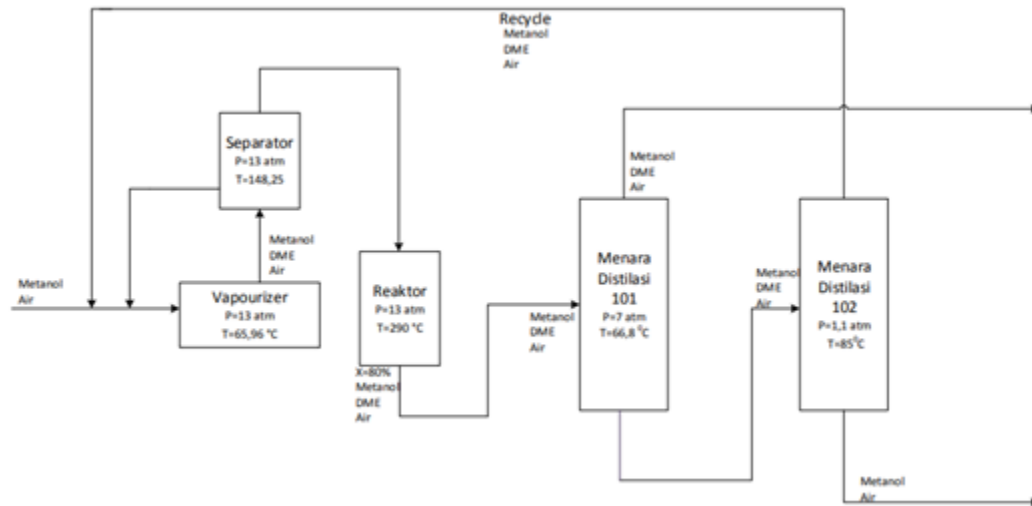 Recycle
Metanol
DME
Air
Separator
P=13 atm
T=148,25
Metanol
DME
Air
Metanol
DME
Air
Metanol
Air
Vapourizer
P=13 atm
T=65,96 °C
Reaktor
P=13 atm
T=290 °C
X=80%
Metanol
DME
Air
Metanol
DME
Air
Menara
Distilasi
101
P=7 atm
T=66,8 ⁰C
Metanol
DME
Air
Menara
Distilasi
102
P=1,1 atm
T=85⁰C
Metanol
Air